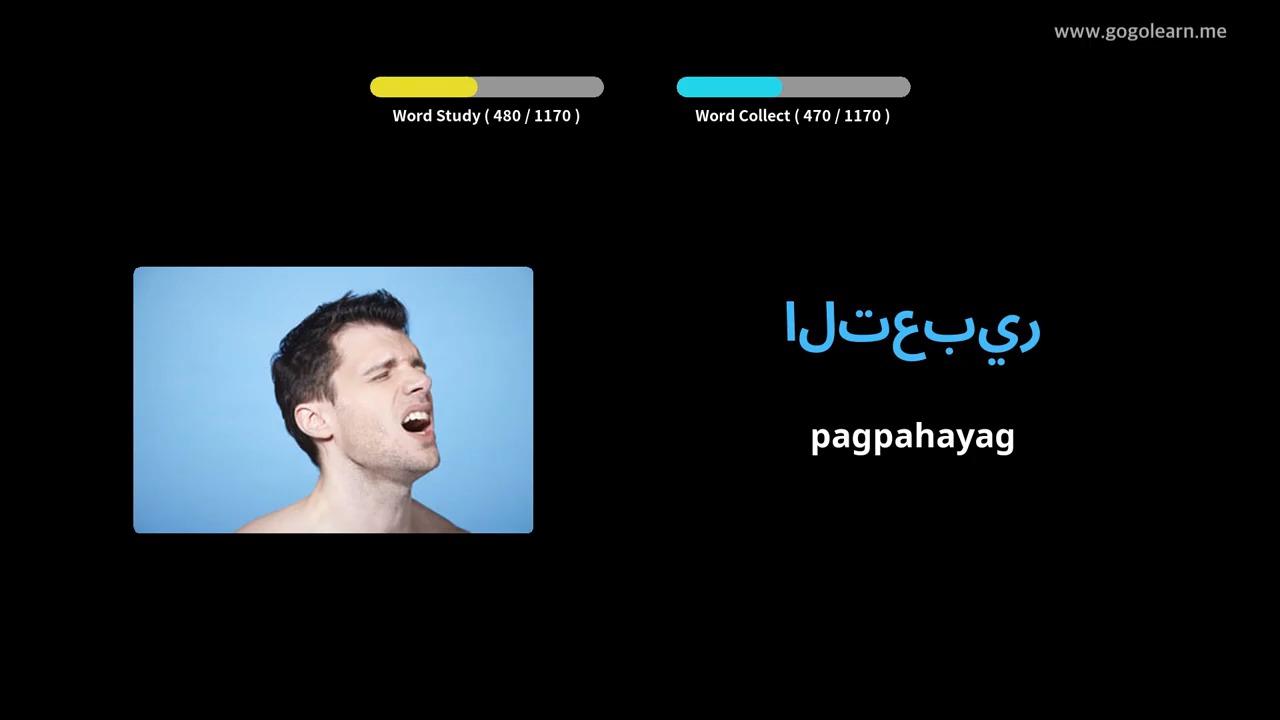 www.gogolearn.me
Word Study ( 480 / 1170 )
Word Collect ( 470 / 1170 )
التعبير
pagpahayag